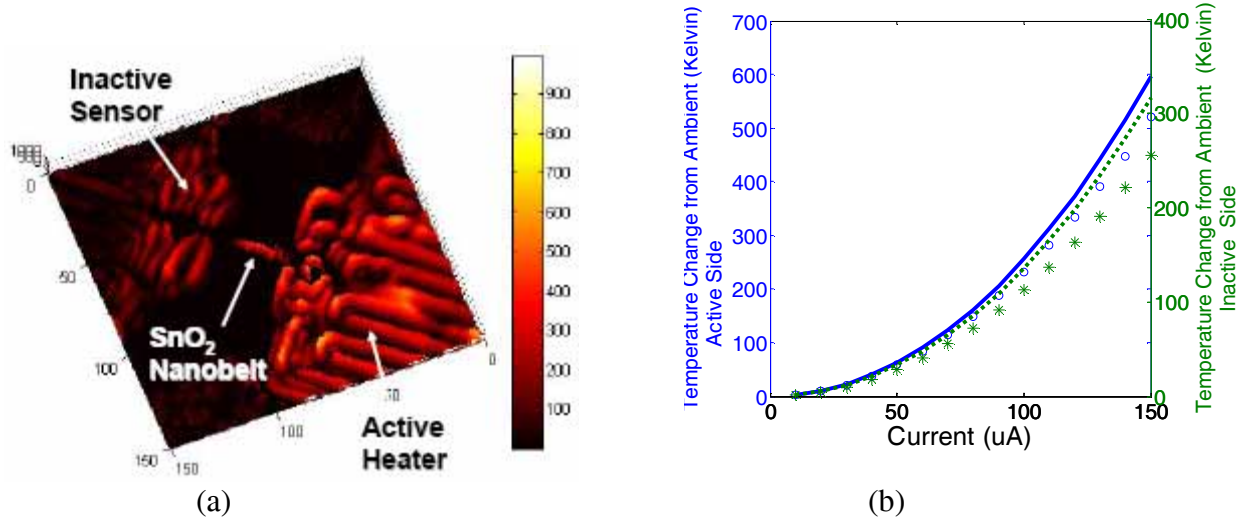 Inactive
Sensor
0
50
100
150
150
100
0
SnO2
Nanobelt
Active
Heater
900
800
700
600
500
400
300
200
100
(a)
700
600
500
400
300
200
100
0
Temperature Change from Ambient (Kelvin)
Active Side
0
50
100
150
Current (uA)
400
300
200
100
0
Temperature Change from Ambient (Kelvin)
Inactive Side
(b)